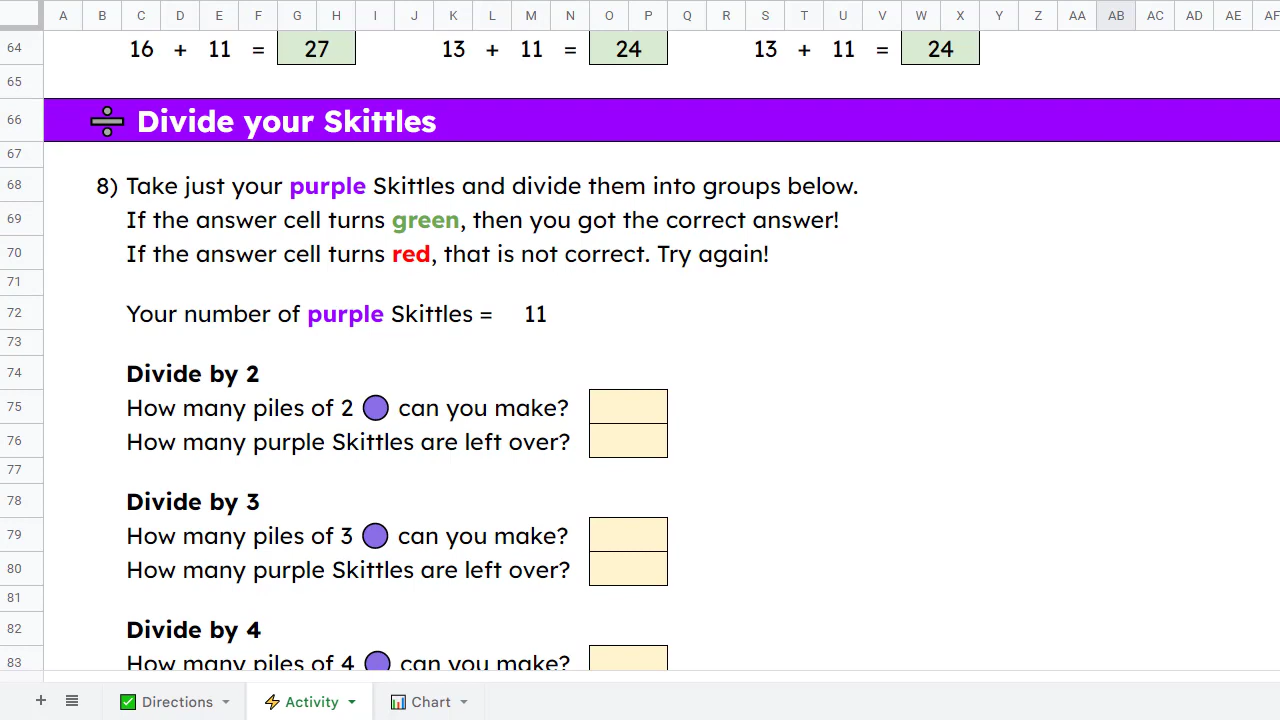 A B C D E F G H I J K L M N O P Q R S T U V W X Y Z AA AB AC AD AE AF
64 16 + 11 = 27 13 + 11 = 24 13 + 11 = 24
65
66 Divide your Skittles
67
68 8) Take just your purple Skittles and divide them into groups below.
69 If the answer cell turns green, then you got the correct answer!
70 If the answer cell turns red, that is not correct. Try again!
71
72 Your number of purple Skittles = 11
73
74 Divide by 2
75 How many piles of 2 can you make?
76 How many purple Skittles are left over?
77
78 Divide by 3
79 How many piles of 3 can you make?
80 How many purple Skittles are left over?
81
82 Divide by 4
83 How many piles of 4 can you make?
Directions Activity Chart